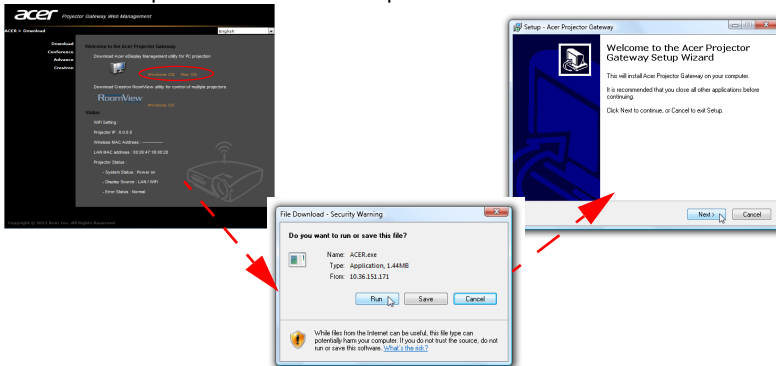 acer Projector Gateway Web Management
ACER > Download
English
Download
Conference
Advance
Crestron
Welcome to the Acer Projector Gateway
Download Acer eDisplay Management utility for PC projection
Windows OS Mac OS
Download Crestron RoomView utility for control of multiple projectors
RoomView
Windows OS
Status
WiFi Setting :
Projector IP : 0.0.0.0
Wireless MAC Address : ---------------
LAN MAC address : 00:26:47:18:00:20
Projector Status :
- System Status : Power on
- Display Source : LAN / WiFi
- Error Status : Normal
Copyright © 2013 Acer Inc. All Rights Reserved.
File Download - Security Warning
Do you want to run or save this file?
Name: ACER.exe
Type: Application, 1.44MB
From: 10.36.151.171
Run
Save
Cancel
While files from the Internet can be useful, this file type can
potentially harm your computer. If you do not trust the source, do not
run or save this software. What's the risk?
Setup - Acer Projector Gateway
Welcome to the Acer Projector
Gateway Setup Wizard
This will install Acer Projector Gateway on your computer.
It is recommended that you close all other applications before
continuing.
Click Next to continue, or Cancel to exit Setup.
Next >
Cancel